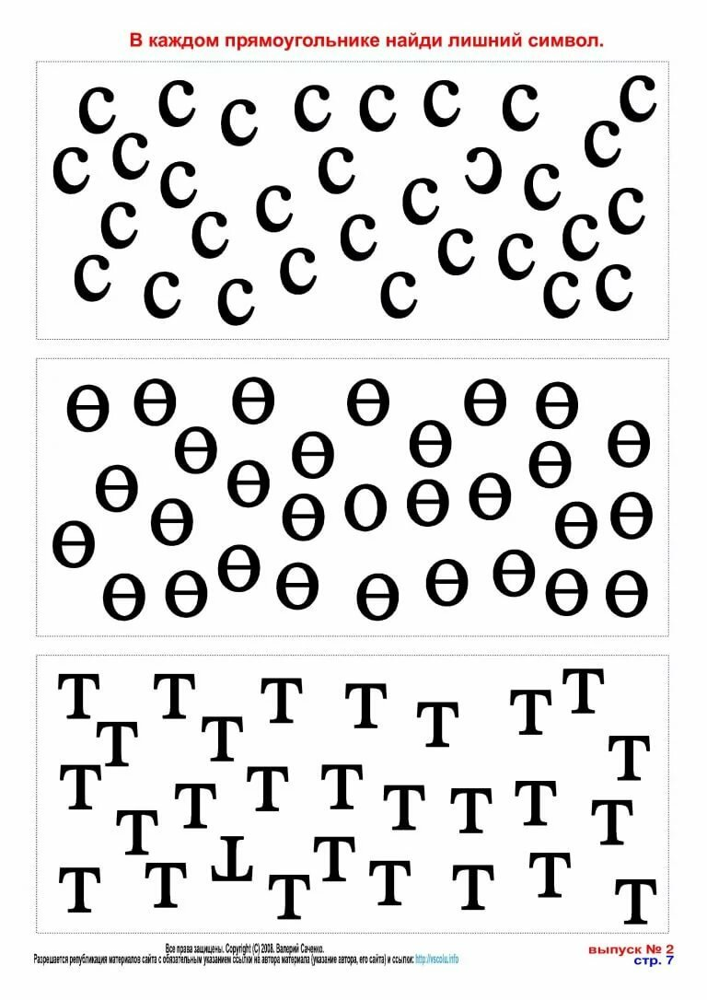 В каждом прямоугольнике найди лишний символ.
с с с с с с с с
с с с с ɔ с с
с с с с с с с с с
с с с с с с с
ө ө ө ө ө ө
ө ө ө ө ө
ө ө ө ө ө о ө ө ө ө
ө ө ө ө ө ө ө ө ө
т т т т т т т
т т т
т т т т т т т т
т т т ⊥ т т т т т т
Все права защищены. Copyright (C) 2008. Валерий Саченко.
Разрешается републикация материалов сайта с обязательным указанием ссылки на автора материала (указание автора, его сайта) и ссылки: http://vscolu.info
выпуск № 2
стр. 7